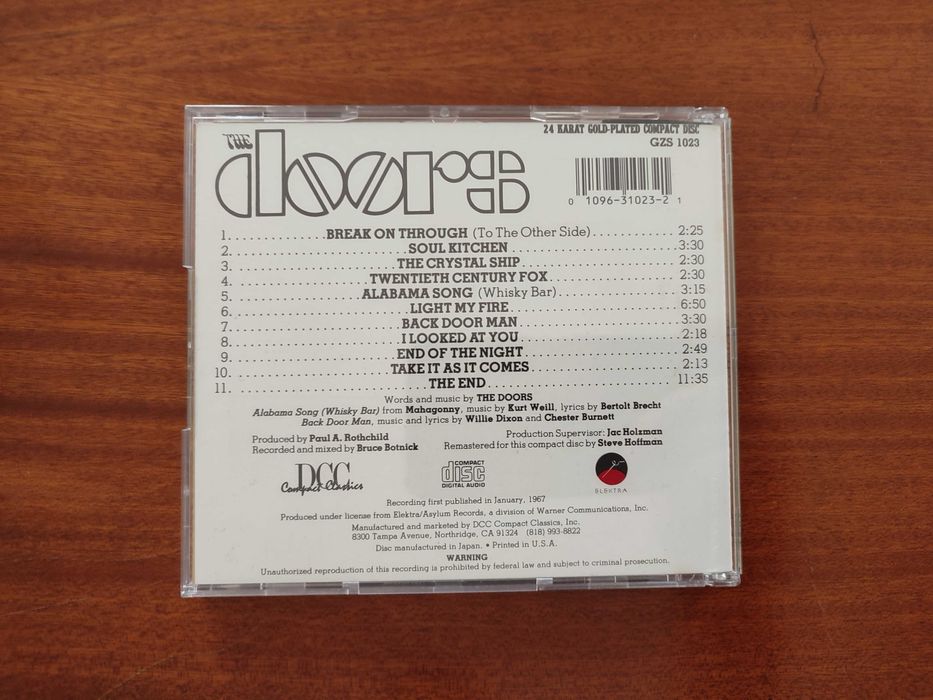 THE
doors
24 KARAT GOLD-PLATED COMPACT DISC
GZS 1023
0 1096-31023-2 1
1. BREAK ON THROUGH (To The Other Side) 2:25
2. SOUL KITCHEN 3:30
3. THE CRYSTAL SHIP 2:30
4. TWENTIETH CENTURY FOX 2:30
5. ALABAMA SONG (Whisky Bar) 3:15
6. LIGHT MY FIRE 6:50
7. BACK DOOR MAN 3:30
8. I LOOKED AT YOU 2:18
9. END OF THE NIGHT 2:49
10. TAKE IT AS IT COMES 2:13
11. THE END 11:35
Words and music by THE DOORS
Alabama Song (Whisky Bar) from Mahagonny, music by Kurt Weill, lyrics by Bertolt Brecht
Back Door Man, music and lyrics by Willie Dixon and Chester Burnett
Produced by Paul A. Rothchild
Recorded and mixed by Bruce Botnick
Production Supervisor: Jac Holzman
Remastered for this compact disc by Steve Hoffman
DCC
Compact Classics
COMPACT
disc
DIGITAL AUDIO
ELEKTRA
Recording first published in January, 1967
Produced under license from Elektra/Asylum Records, a division of Warner Communications, Inc.
Manufactured and marketed by DCC Compact Classics, Inc.
8300 Tampa Avenue, Northridge, CA 91324 (818) 993-8822
Disc manufactured in Japan. • Printed in U.S.A.
WARNING
Unauthorized reproduction of this recording is prohibited by federal law and subject to criminal prosecution.